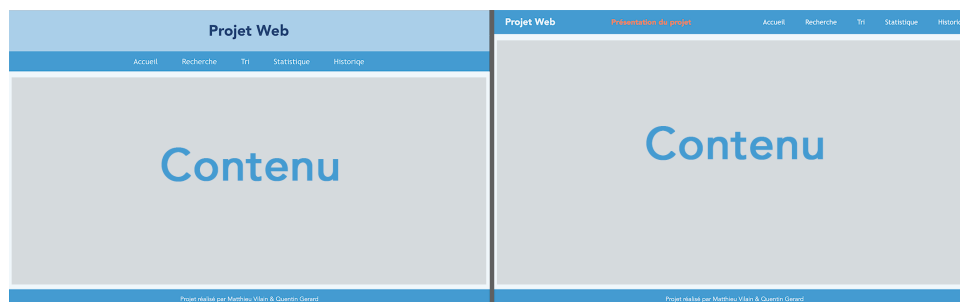 Projet Web
Accueil Recherche Tri Statistique Historiqe
Contenu
Projet réalisé par Matthieu Vilain & Quentin Gerard
Projet Web Présentation du projet Accueil Recherche Tri Statistique Historiq
Contenu
Projet réalisé par Matthieu Vilain & Quentin Gerard